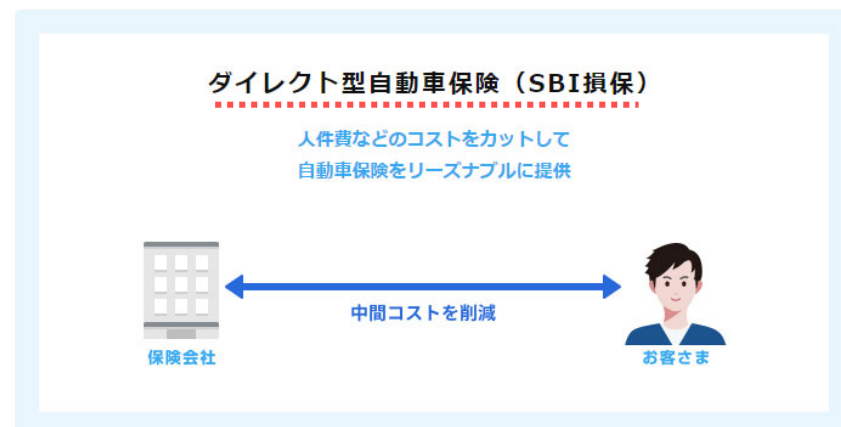 ダイレクト型自動車保険（SBI損保）
人件費などのコストをカットして
自動車保険をリーズナブルに提供
中間コストを削減
保険会社
お客さま